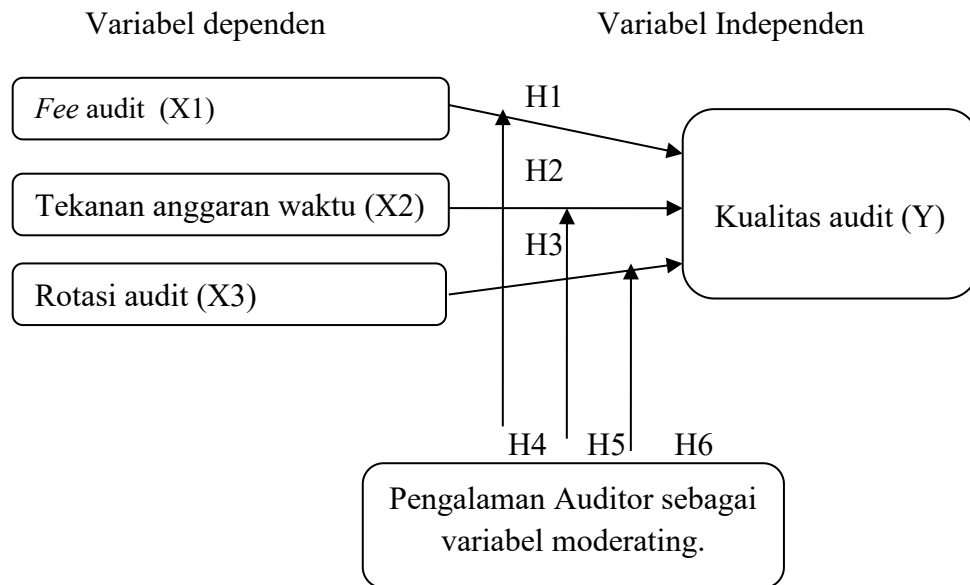 Variabel dependen
Variabel Independen
Fee audit (X1)
H1
H2
Tekanan anggaran waktu (X2)
Kualitas audit (Y)
H3
Rotasi audit (X3)
H4 H5 H6
Pengalaman Auditor sebagai
variabel moderating.